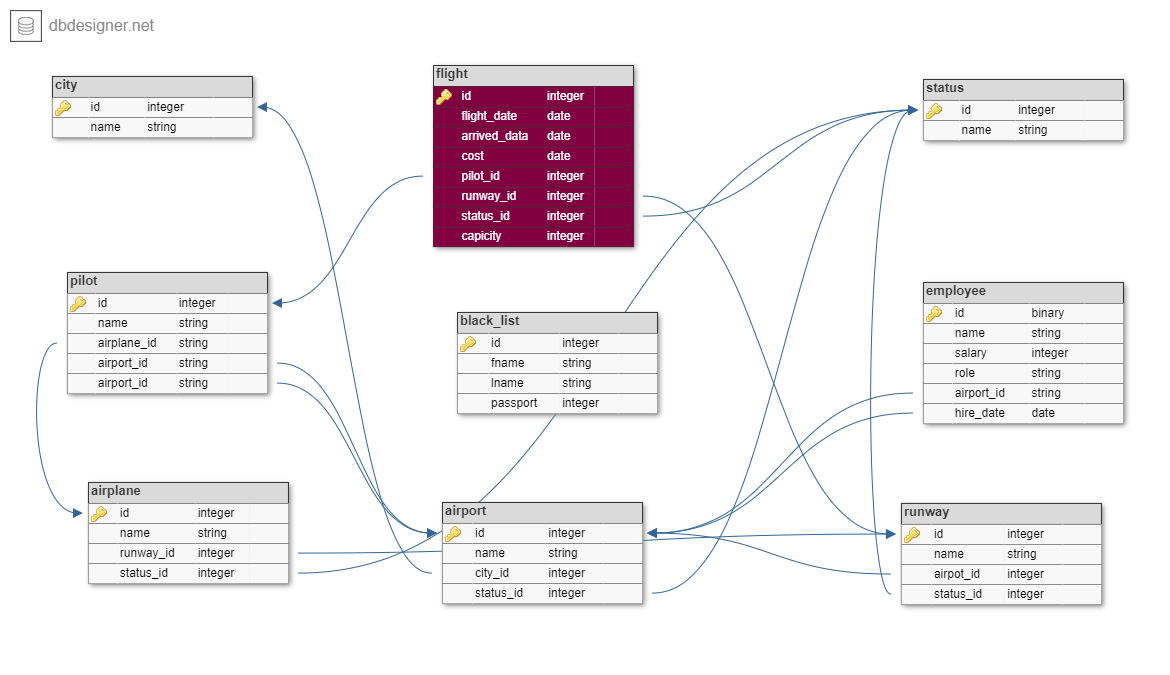 dbdesigner.net
city
id integer
name string
flight
id integer
flight_date date
arrived_data date
cost date
pilot_id integer
runway_id integer
status_id integer
capicity integer
status
id integer
name string
pilot
id integer
name string
airplane_id string
airport_id string
airport_id string
black_list
id integer
fname string
lname string
passport integer
employee
id binary
name string
salary integer
role string
airport_id string
hire_date date
airplane
id integer
name string
runway_id integer
status_id integer
airport
id integer
name string
city_id integer
status_id integer
runway
id integer
name string
airpot_id integer
status_id integer